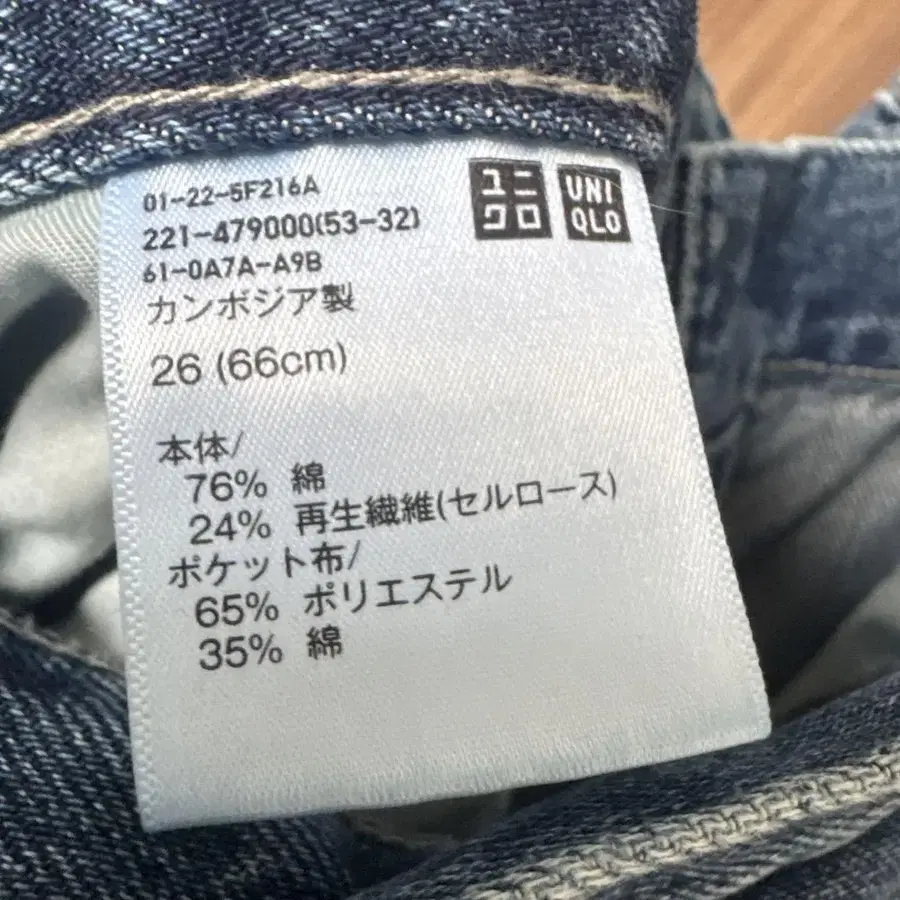 01-22-5F216A
221-479000(53-32)
61-0A7A-A9B
カンボジア製
ユニクロ
UNIQLO
26 (66cm)
本体/
76% 綿
24% 再生繊維(セルロース)
ポケット布/
65% ポリエステル
35% 綿